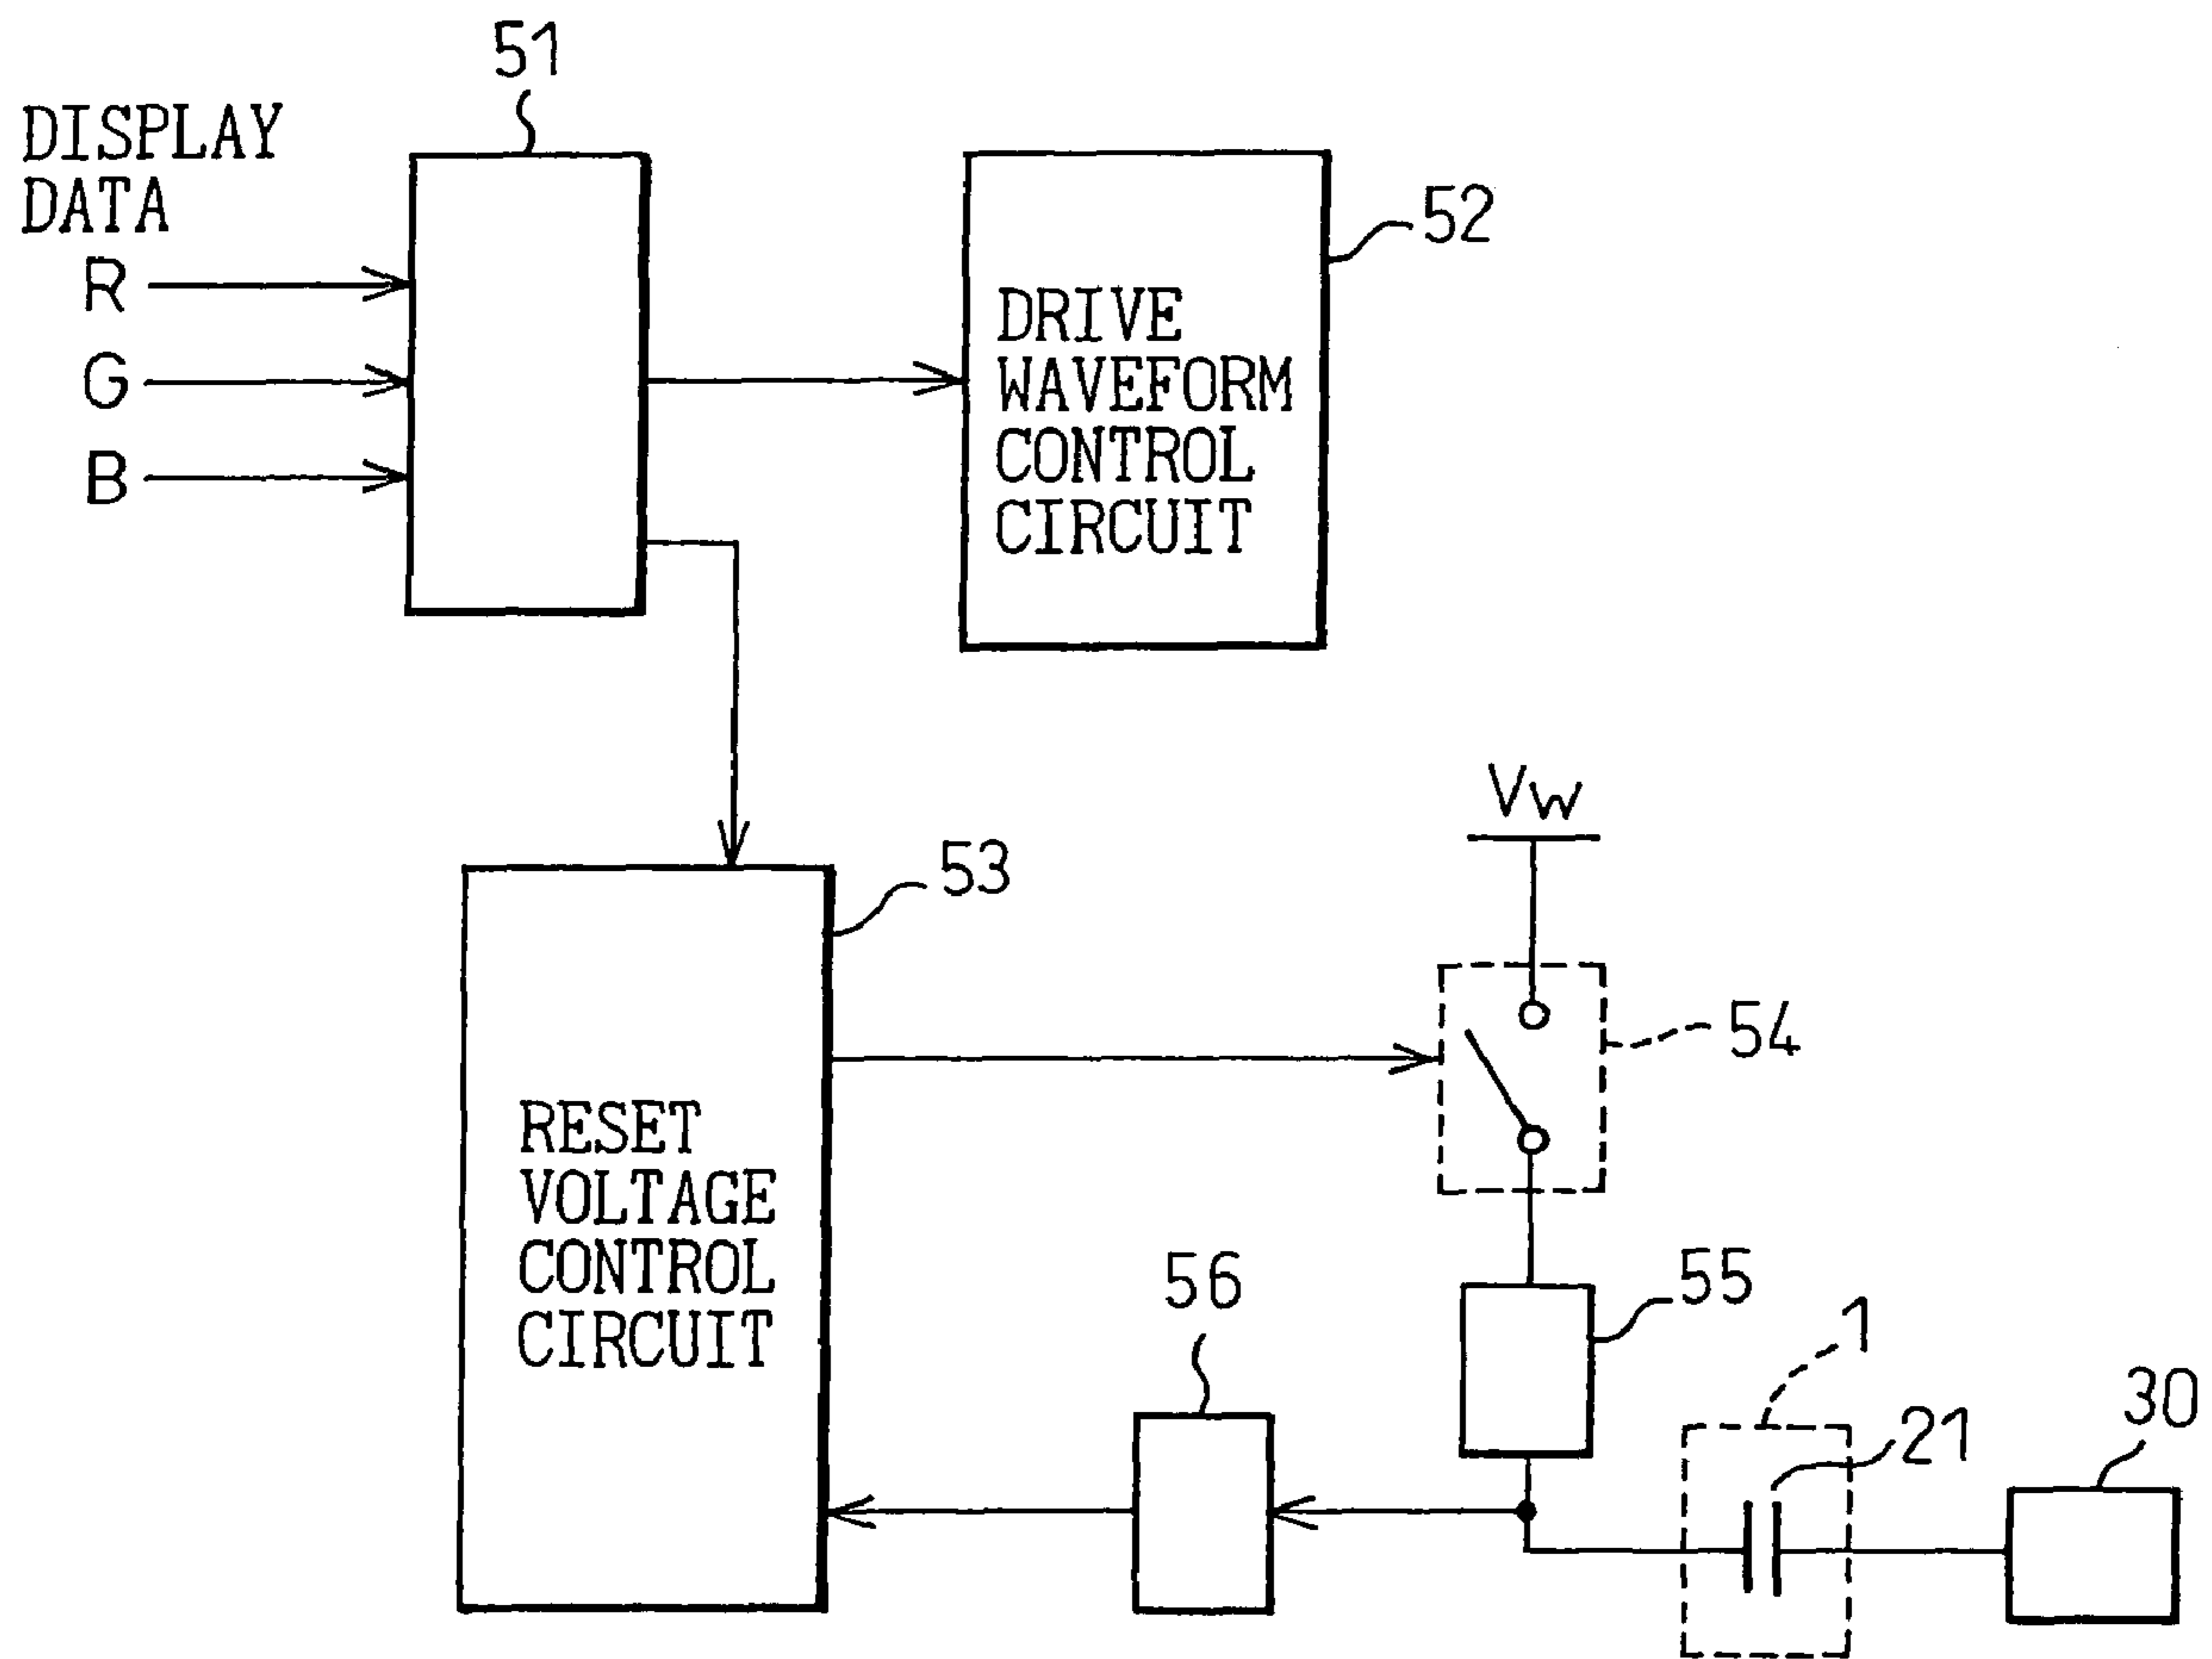 51
DISPLAY
DATA
R
G
B
52
DRIVE
WAVEFORM
CONTROL
CIRCUIT
Vw
53
54
RESET
VOLTAGE
CONTROL
CIRCUIT
56
55
1
21
30